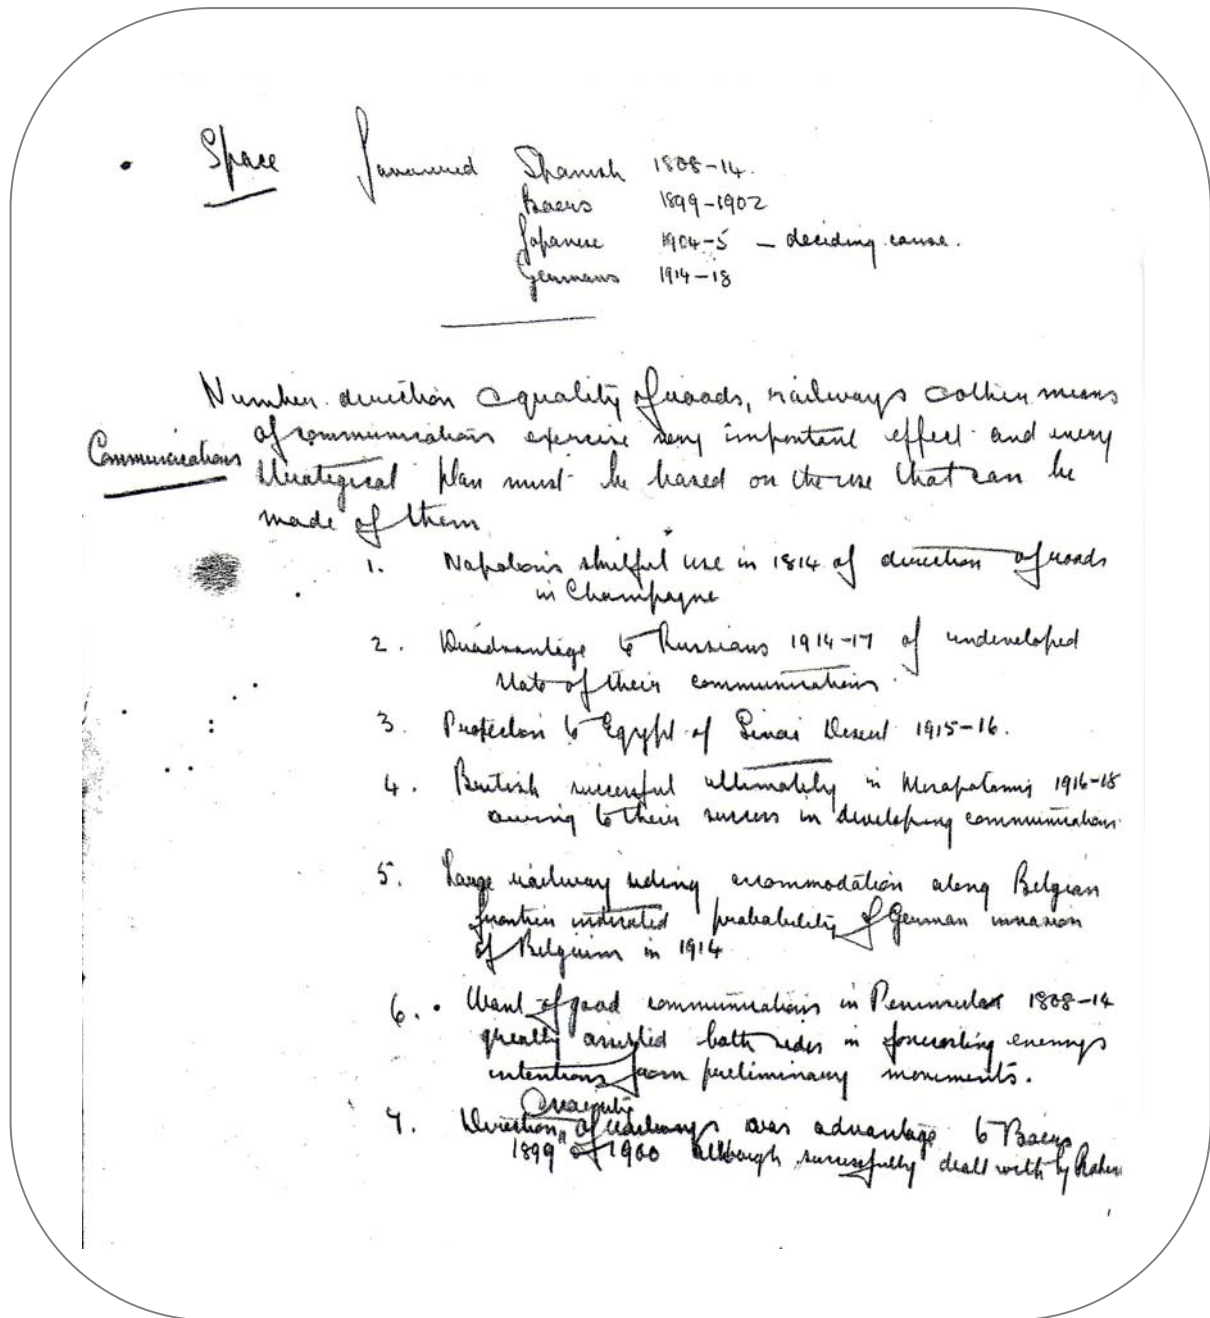 Space Favoured Spanish 1808-14.
Boers 1899-1902
Japanese 1904-5 — deciding cause.
Germans 1914-18
Number direction & quality of roads, railways & other means
Communications of communications exercise very important effect and every
strategical plan must be based on the use that can be
made of them
1. Napoleon's skilful use in 1814 of direction of roads
in Champagne
2. Disadvantage to Russians 1914-17 of undeveloped
state of their communications.
3. Protection to Egypt of Sinai Desert 1915-16.
4. British successful ultimately in Mesopotamia 1916-18
owing to their success in developing communications.
5. Large railway siding accommodation along Belgian
frontier indicated probability of German invasion
of Belgium in 1914
6. Want of good communications in Peninsular 1808-14
greatly assisted both sides in forecasting enemys
intentions from preliminary movements.
7. Direction & quantity of railways was advantage to Boers
1899 & 1900 although successfully dealt with by